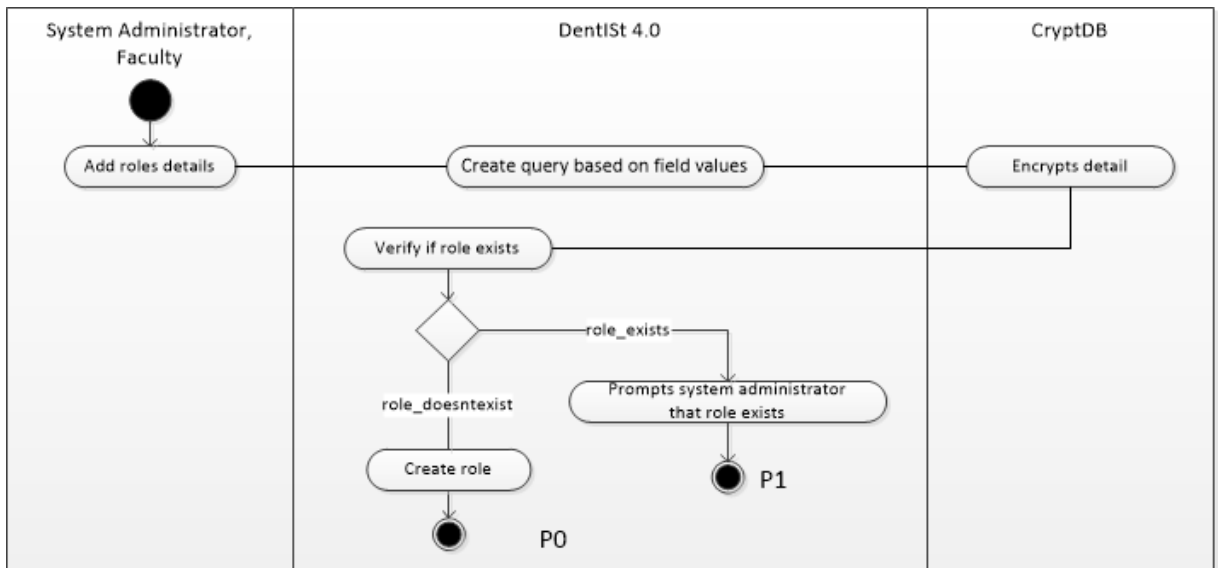 System Administrator,
Faculty
DentISt 4.0
CryptDB
Add roles details
Create query based on field values
Encrypts detail
Verify if role exists
role_exists
Prompts system administrator
that role exists
role_doesntexist
Create role
P1
P0